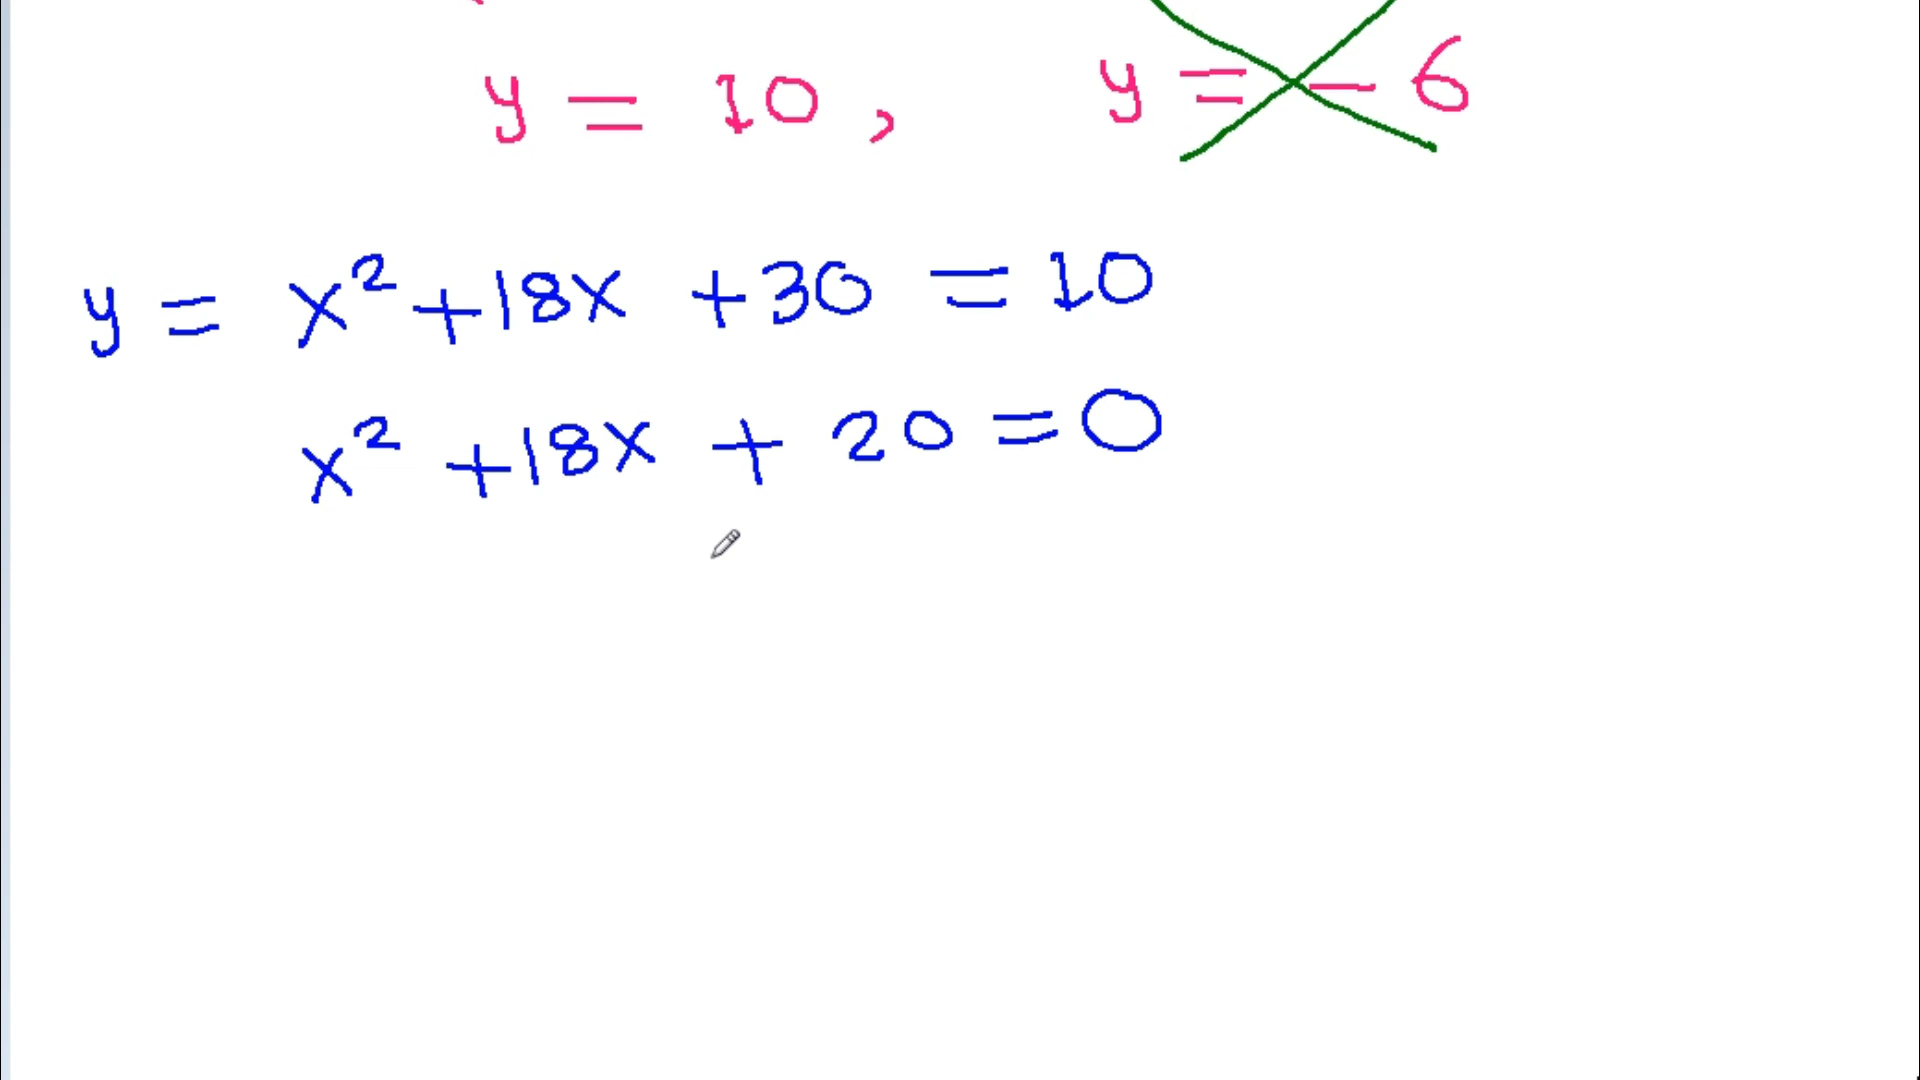 y = 10 , y = - 6
y = x² + 18x + 30 = 10
x² + 18x + 20 = 0